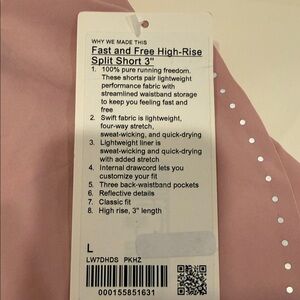 WHY WE MADE THIS
Fast and Free High-Rise
Split Short 3"
1. 100% pure running freedom.
These shorts pair lightweight
performance fabric with
streamlined waistband storage
to keep you feeling fast and
free
2. Swift fabric is lightweight,
four-way stretch,
sweat-wicking, and quick-drying
3. Lightweight liner is
sweat-wicking and quick-drying
with added stretch
4. Internal drawcord lets you
customize your fit
5. Three back-waistband pockets
6. Reflective details
7. Classic fit
8. High rise, 3" length
L
LW7DHDS PKHZ
000155851631